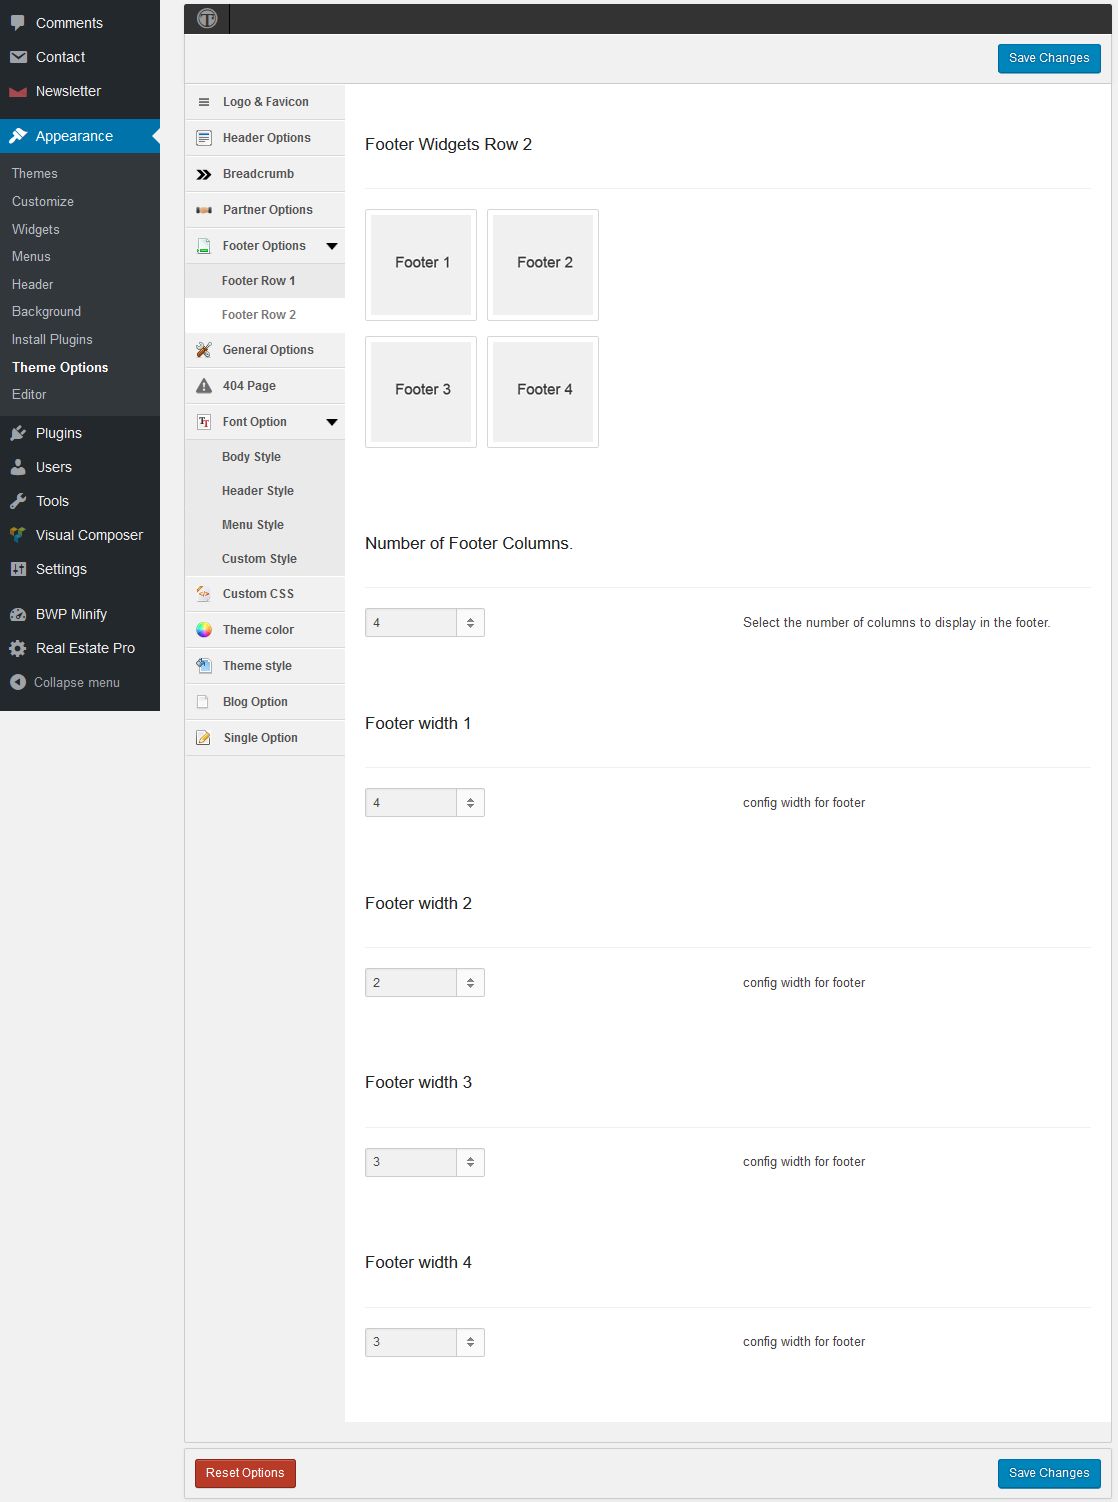 Comments
Contact
Newsletter
Appearance
Themes
Customize
Widgets
Menus
Header
Background
Install Plugins
Theme Options
Editor
Plugins
Users
Tools
Visual Composer
Settings
BWP Minify
Real Estate Pro
Collapse menu
Save Changes
Logo & Favicon
Header Options
Breadcrumb
Partner Options
Footer Options
Footer Row 1
Footer Row 2
General Options
404 Page
Font Option
Body Style
Header Style
Menu Style
Custom Style
Custom CSS
Theme color
Theme style
Blog Option
Single Option
Footer Widgets Row 2
Footer 1 Footer 2
Footer 3 Footer 4
Number of Footer Columns.
4 Select the number of columns to display in the footer.
Footer width 1
4 config width for footer
Footer width 2
2 config width for footer
Footer width 3
3 config width for footer
Footer width 4
3 config width for footer
Reset Options Save Changes